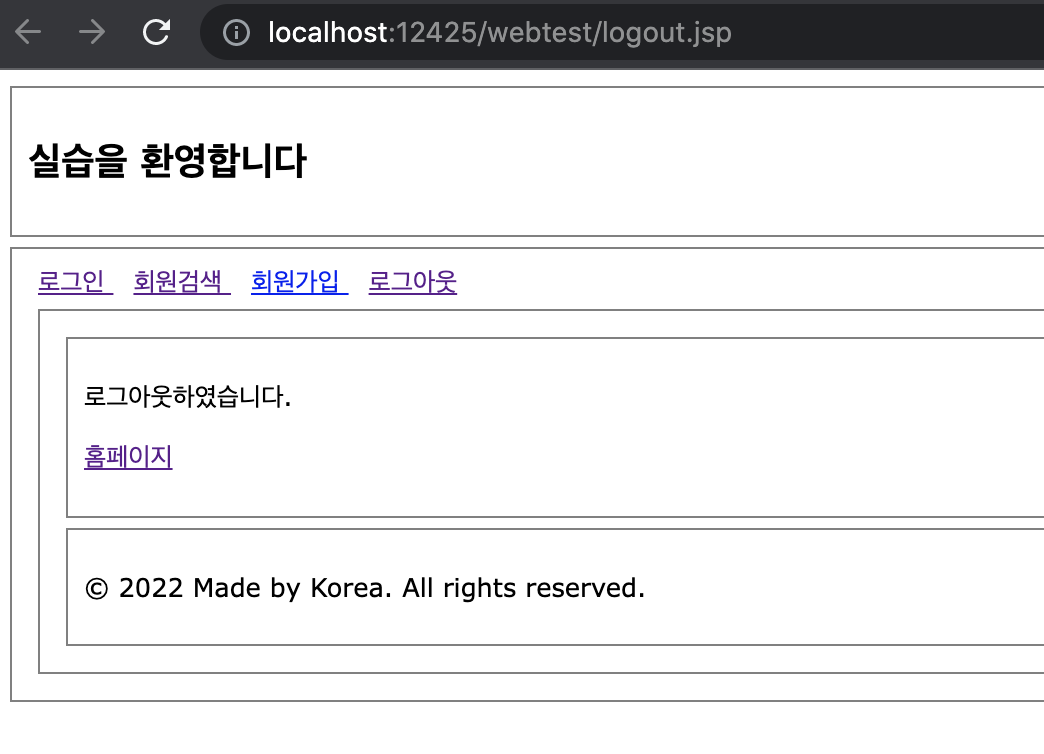 localhost:12425/webtest/logout.jsp
실습을 환영합니다
로그인 회원검색 회원가입 로그아웃
로그아웃하였습니다.
홈페이지
© 2022 Made by Korea. All rights reserved.